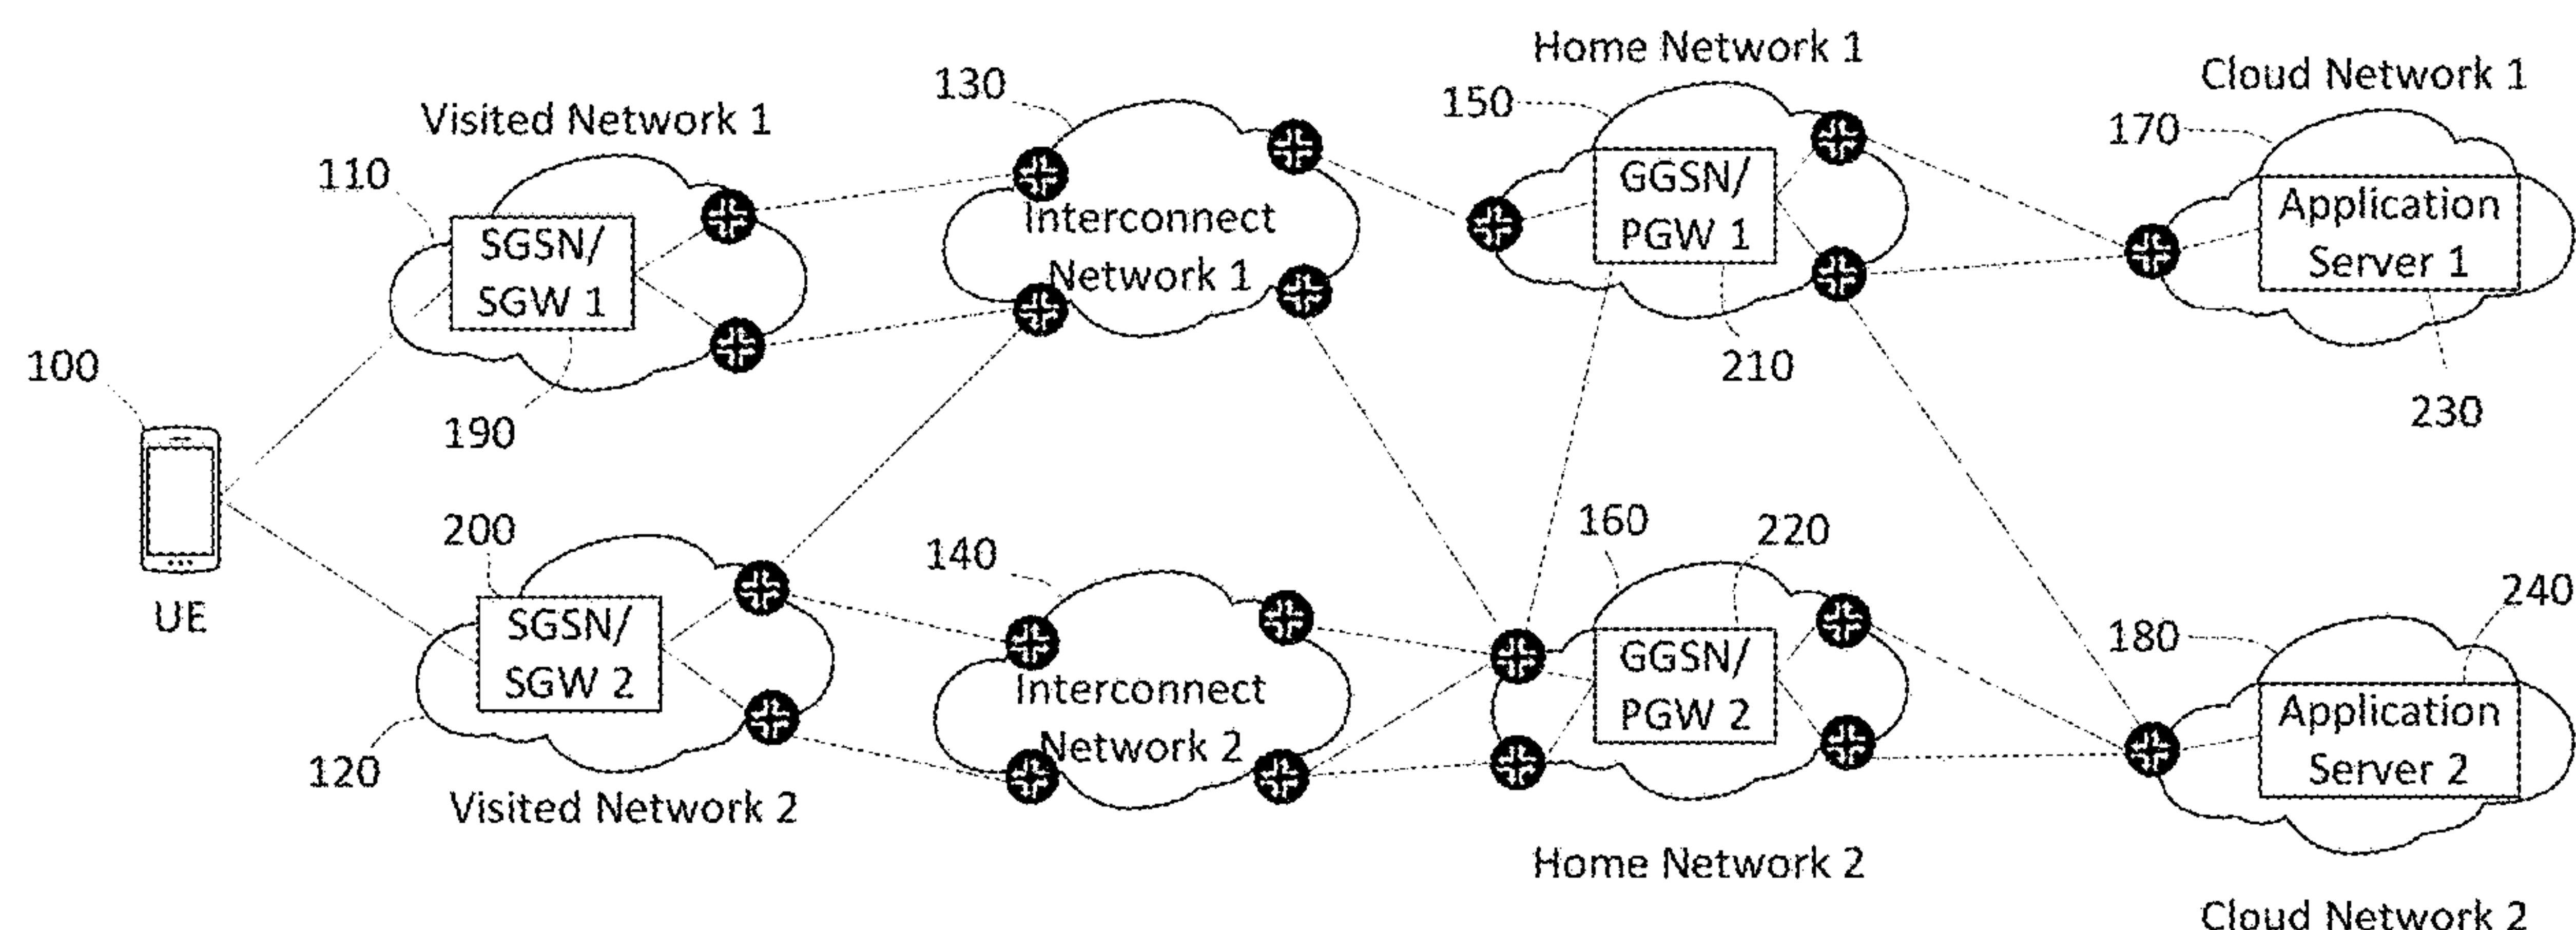 Home Network 1
Cloud Network 1
130
150
Visited Network 1
170
110
GGSN/
PGW 1
Application
Server 1
Interconnect
Network 1
SGSN/
SGW 1
100
210
230
190
UE
200
140
160
220
240
180
SGSN/
SGW 2
GGSN/
PGW 2
Interconnect
Network 2
Application
Server 2
120
Visited Network 2
Home Network 2
Cloud Network 2